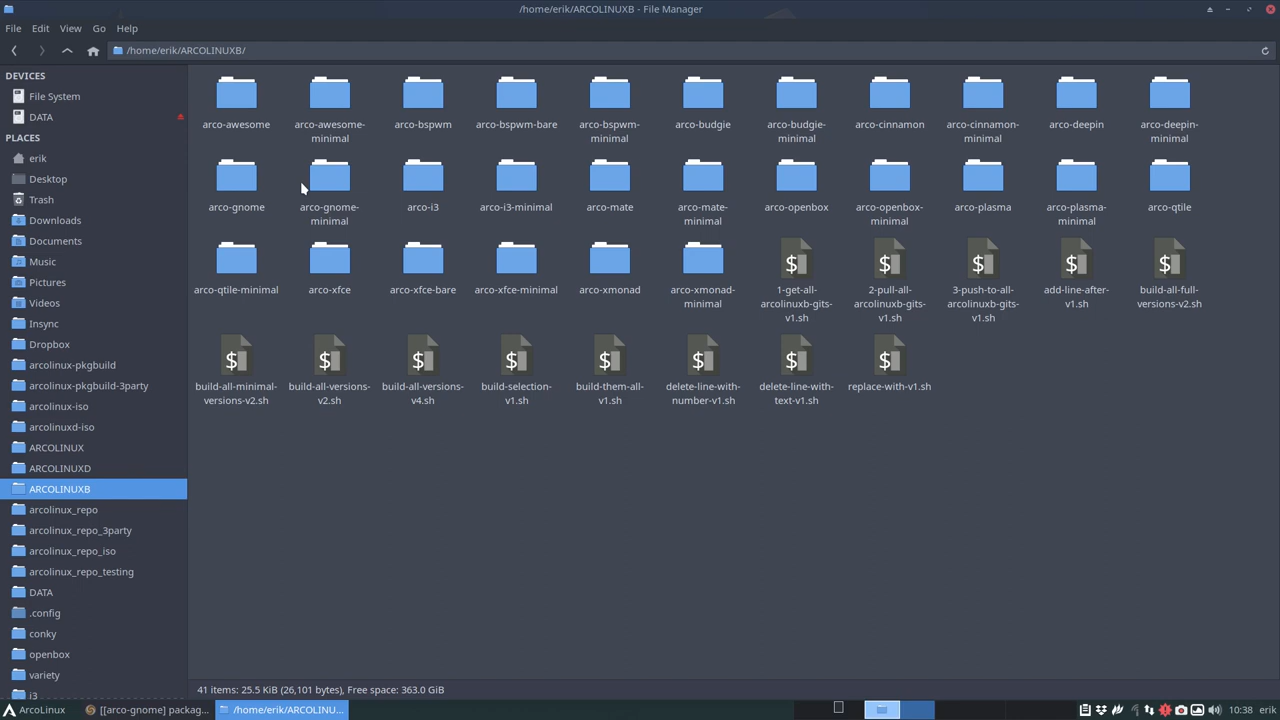 /home/erik/ARCOLINUXB - File Manager
File Edit View Go Help
/home/erik/ARCOLINUXB/
DEVICES
File System
DATA
PLACES
erik
Desktop
Trash
Downloads
Documents
Music
Pictures
Videos
Insync
Dropbox
arcolinux-pkgbuild
arcolinux-pkgbuild-3party
arcolinux-iso
arcolinuxd-iso
ARCOLINUX
ARCOLINUXD
ARCOLINUXB
arcolinux_repo
arcolinux_repo_3party
arcolinux_repo_iso
arcolinux_repo_testing
DATA
.config
conky
openbox
variety
i3
arco-awesome
arco-awesome-
minimal
arco-bspwm
arco-bspwm-bare
arco-bspwm-
minimal
arco-budgie
arco-budgie-
minimal
arco-cinnamon
arco-cinnamon-
minimal
arco-deepin
arco-deepin-
minimal
arco-gnome
arco-gnome-
minimal
arco-i3
arco-i3-minimal
arco-mate
arco-mate-
minimal
arco-openbox
arco-openbox-
minimal
arco-plasma
arco-plasma-
minimal
arco-qtile
arco-qtile-minimal
arco-xfce
arco-xfce-bare
arco-xfce-minimal
arco-xmonad
arco-xmonad-
minimal
$
1-get-all-
arcolinuxb-gits-
v1.sh
$
2-pull-all-
arcolinuxb-gits-
v1.sh
$
3-push-to-all-
arcolinuxb-gits-
v1.sh
$
add-line-after-
v1.sh
$
build-all-full-
versions-v2.sh
$
build-all-minimal-
versions-v2.sh
$
build-all-versions-
v2.sh
$
build-all-versions-
v4.sh
$
build-selection-
v1.sh
$
build-them-all-
v1.sh
$
delete-line-with-
number-v1.sh
$
delete-line-with-
text-v1.sh
$
replace-with-v1.sh
41 items: 25.5 KiB (26,101 bytes), Free space: 363.0 GiB
ArcoLinux
[[arco-gnome] packag...
/home/erik/ARCOLINU...
10:38 erik